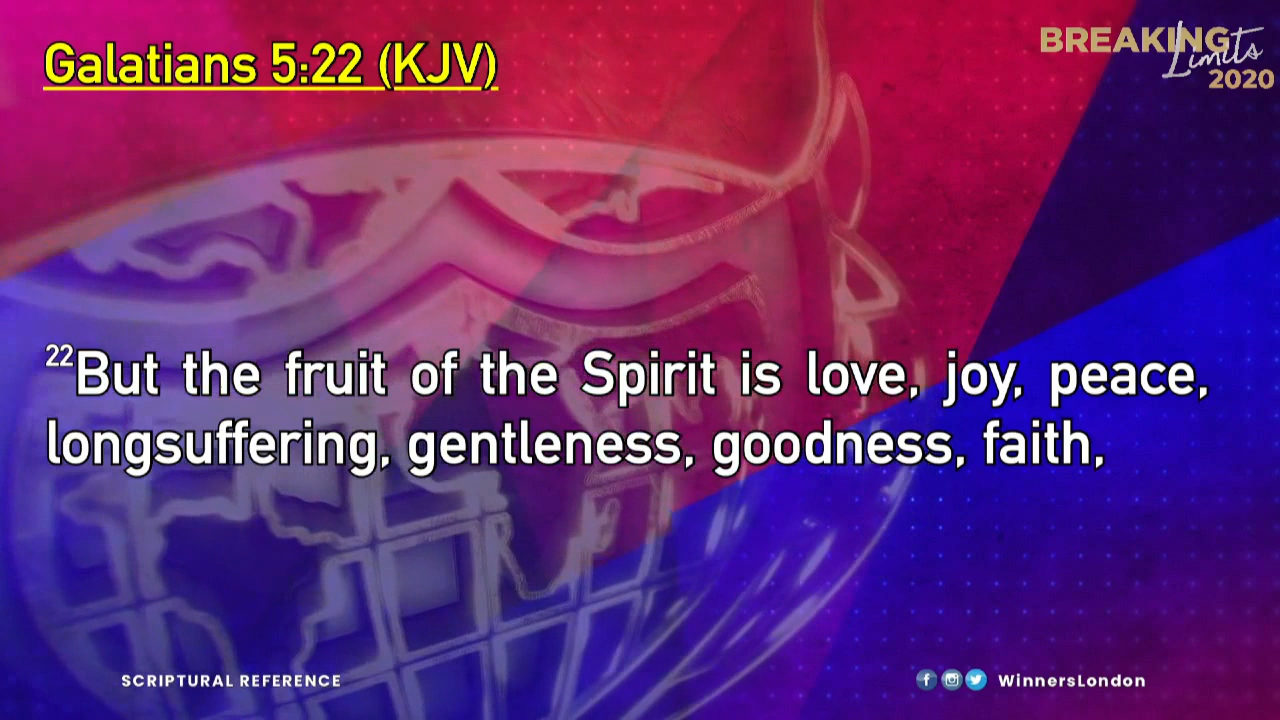 Galatians 5:22 (KJV)
BREAKING
Limits
2020
22But the fruit of the Spirit is love, joy, peace,
longsuffering, gentleness, goodness, faith,
SCRIPTURAL REFERENCE
WinnersLondon